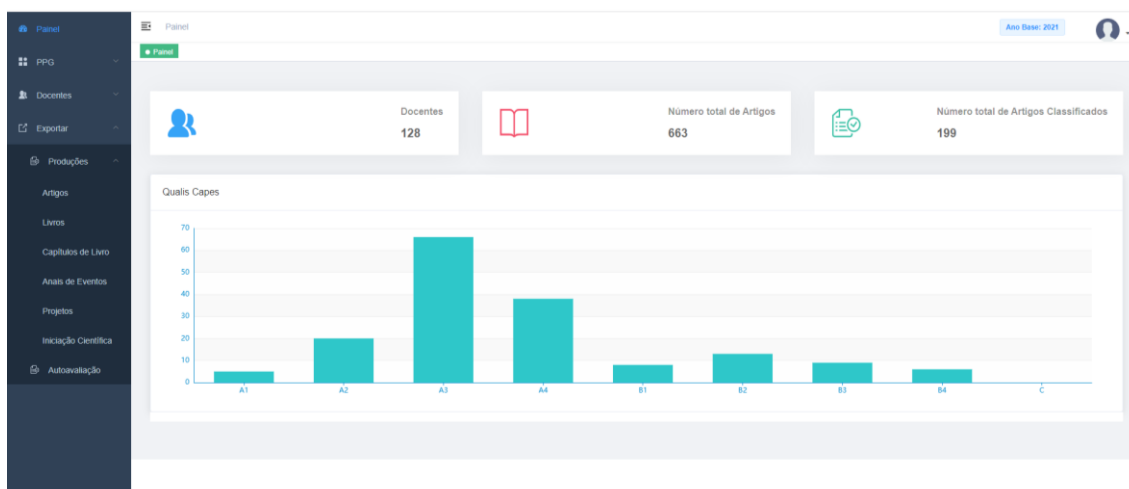 Painel
PPG
Docentes
Exportar
Produções
Artigos
Livros
Capítulos de Livro
Anais de Eventos
Projetos
Iniciação Científica
Autoavaliação
Painel
Ano Base: 2021
Painel
Docentes
128
Número total de Artigos
663
Número total de Artigos Classificados
199
Qualis Capes
70
60
50
40
30
20
10
0
A1 A2 A3 A4 B1 B2 B3 B4 C